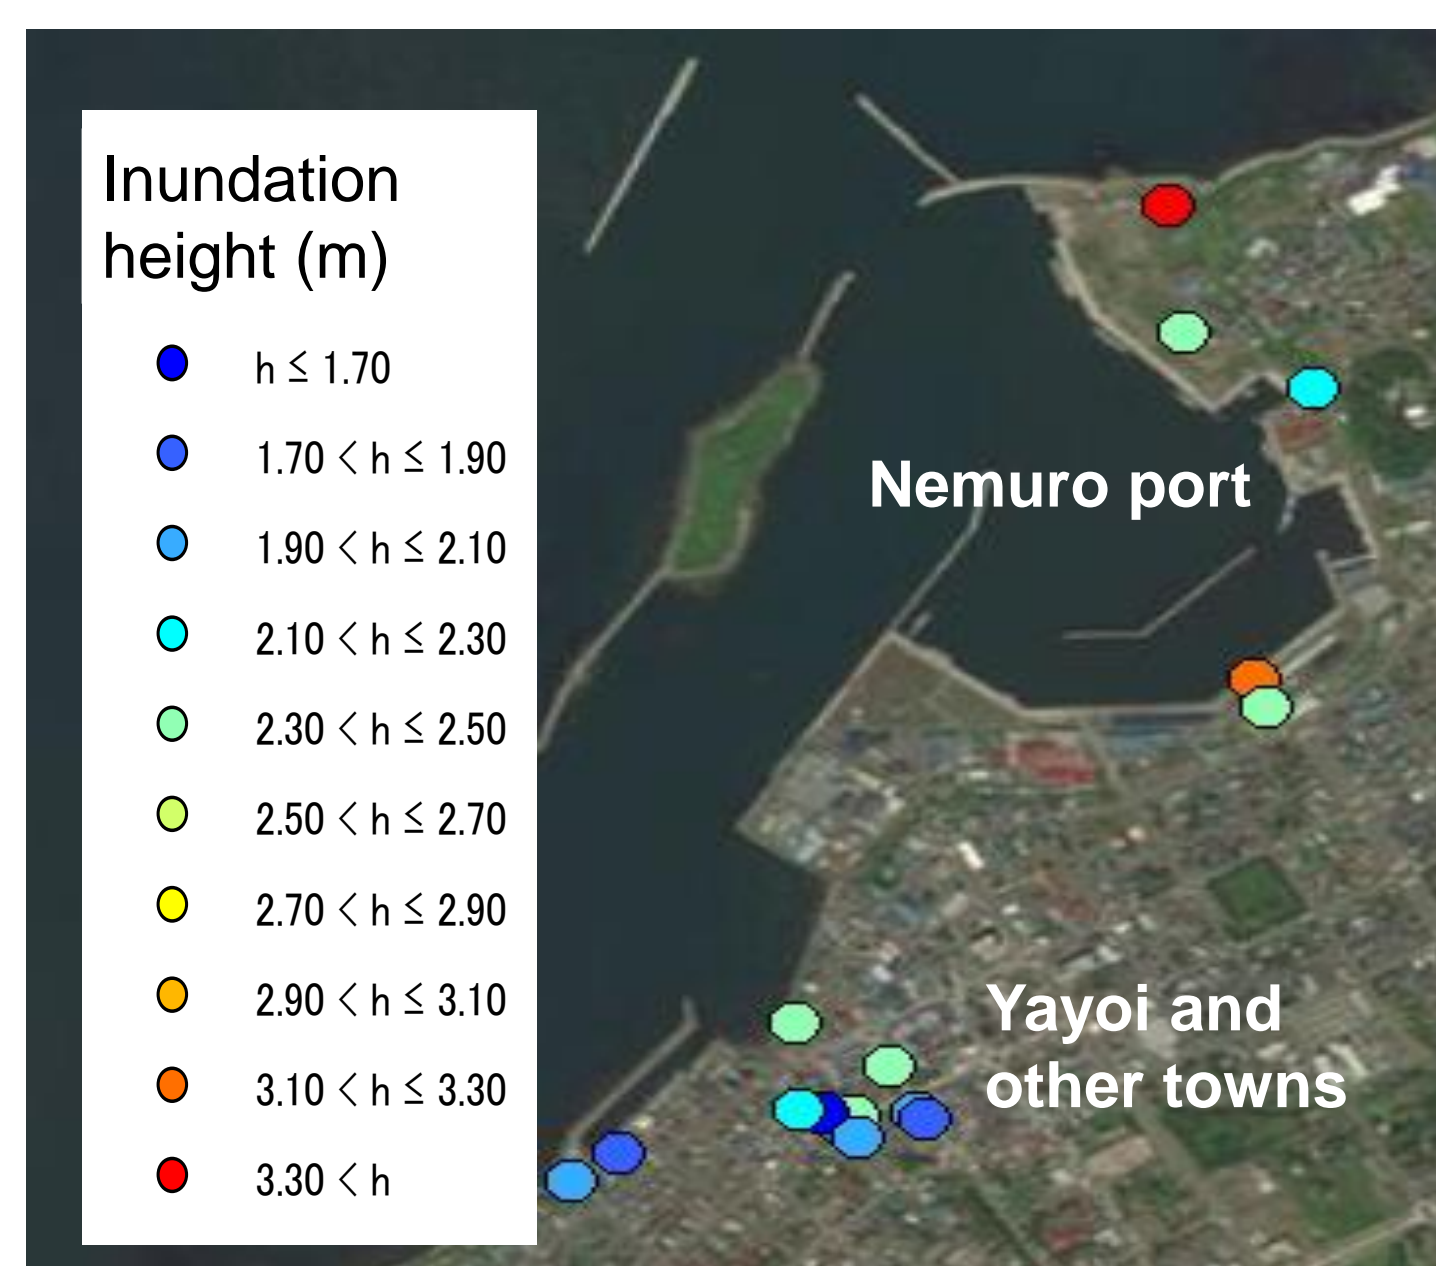 Inundation
height (m)
h ≤ 1.70
1.70 < h ≤ 1.90
1.90 < h ≤ 2.10
2.10 < h ≤ 2.30
2.30 < h ≤ 2.50
2.50 < h ≤ 2.70
2.70 < h ≤ 2.90
2.90 < h ≤ 3.10
3.10 < h ≤ 3.30
3.30 < h
Nemuro port
Yayoi and
other towns